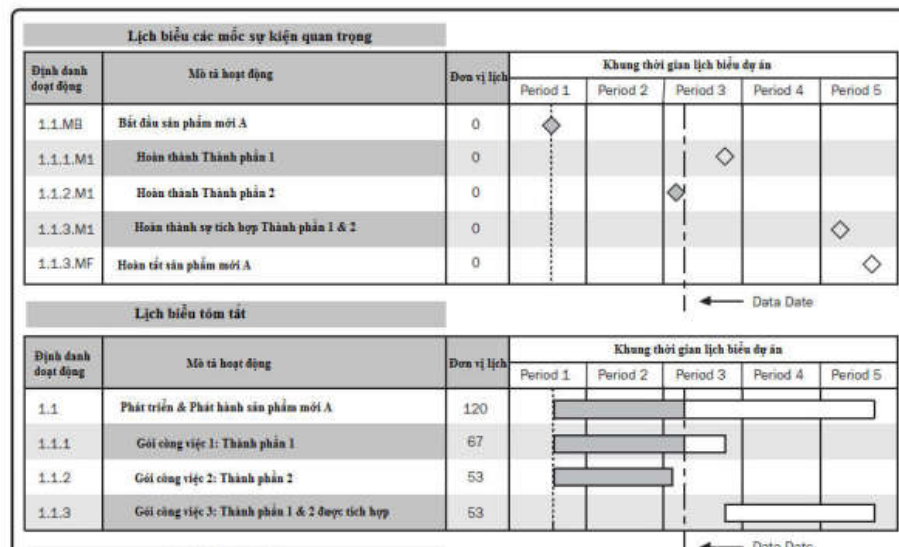 Lịch biểu các mốc sự kiện quan trọng
Định danh doạt động
Mô tả hoạt động
Đơn vị lịch
Khung thời gian lịch biểu dự án
Period 1 Period 2 Period 3 Period 4 Period 5
1.1.MB Bắt đầu sản phẩm mới A 0
1.1.1.M1 Hoàn thành Thành phần 1 0
1.1.2.M1 Hoàn thành Thành phần 2 0
1.1.3.M1 Hoàn thành sự tích hợp Thành phần 1 & 2 0
1.1.3.MF Hoàn tất sản phẩm mới A 0
Data Date
Lịch biểu tóm tắt
Định danh doạt động
Mô tả hoạt động
Đơn vị lịch
Khung thời gian lịch biểu dự án
Period 1 Period 2 Period 3 Period 4 Period 5
1.1 Phát triển & Phát hành sản phẩm mới A 120
1.1.1 Gói công việc 1: Thành phần 1 67
1.1.2 Gói công việc 2: Thành phần 2 53
1.1.3 Gói công việc 3: Thành phần 1 & 2 được tích hợp 53
Data Date